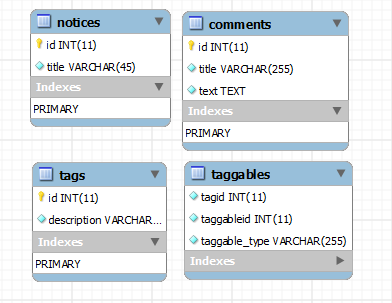 notices
id INT(11)
title VARCHAR(45)
Indexes
PRIMARY
comments
id INT(11)
title VARCHAR(255)
text TEXT
Indexes
PRIMARY
tags
id INT(11)
description VARCHAR...
Indexes
PRIMARY
taggables
tagid INT(11)
taggableid INT(11)
taggable_type VARCHAR(255)
Indexes